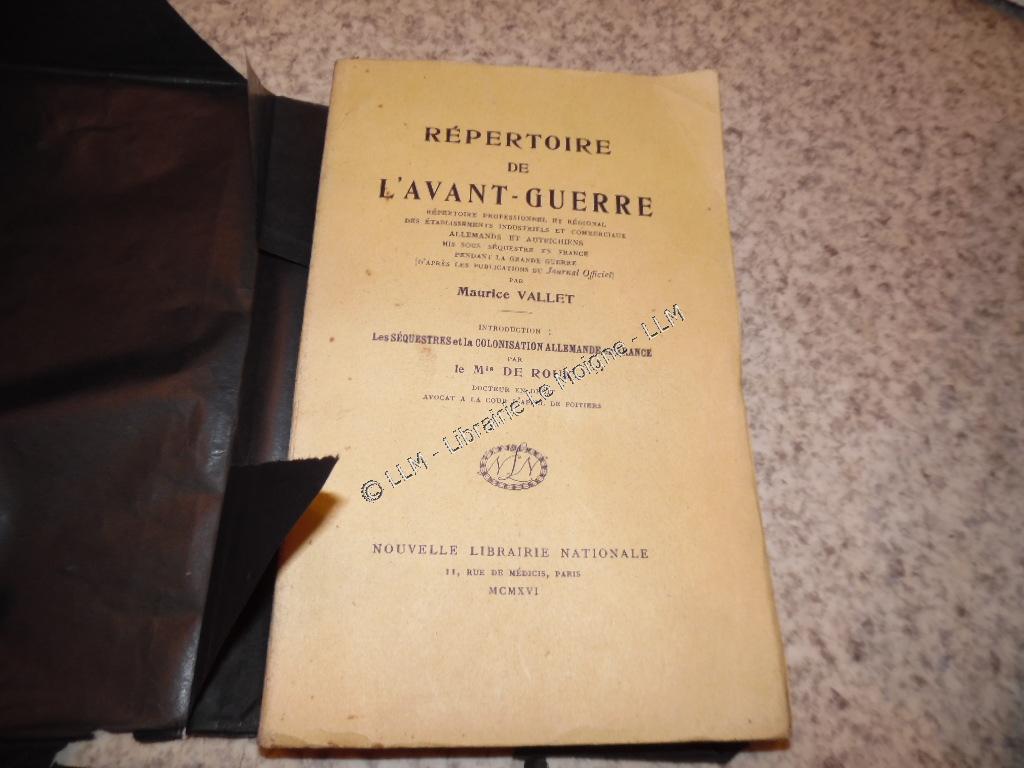 RÉPERTOIRE
DE
L'AVANT-GUERRE
RÉPERTOIRE PROFESSIONNEL ET RÉGIONAL
DES ÉTABLISSEMENTS INDUSTRIELS ET COMMERCIAUX
ALLEMANDS ET AUTRICHIENS
MIS SOUS SÉQUESTRE EN FRANCE
PENDANT LA GRANDE GUERRE
(D'APRÈS LES PUBLICATIONS DU Journal Officiel)
PAR
Maurice VALLET
INTRODUCTION :
Les SÉQUESTRES et la COLONISATION ALLEMANDE FRANCE
PAR
le Mis DE
DOCTEUR EN
AVOCAT A LA COUR DE POITIERS
© LLM - Librairie Le Moigne - LLM
NLN
NOUVELLE LIBRAIRIE NATIONALE
11, RUE DE MÉDICIS, PARIS
MCMXVI